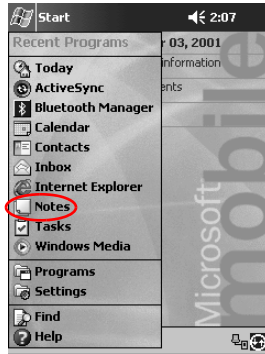 Start 2:07
Recent Programs r 03, 2001
Today information
ActiveSync ents
Bluetooth Manager
Calendar
Contacts
Inbox
Internet Explorer
Notes
Tasks
Windows Media
Programs
Settings
Find
Help
Microsoft
mobile